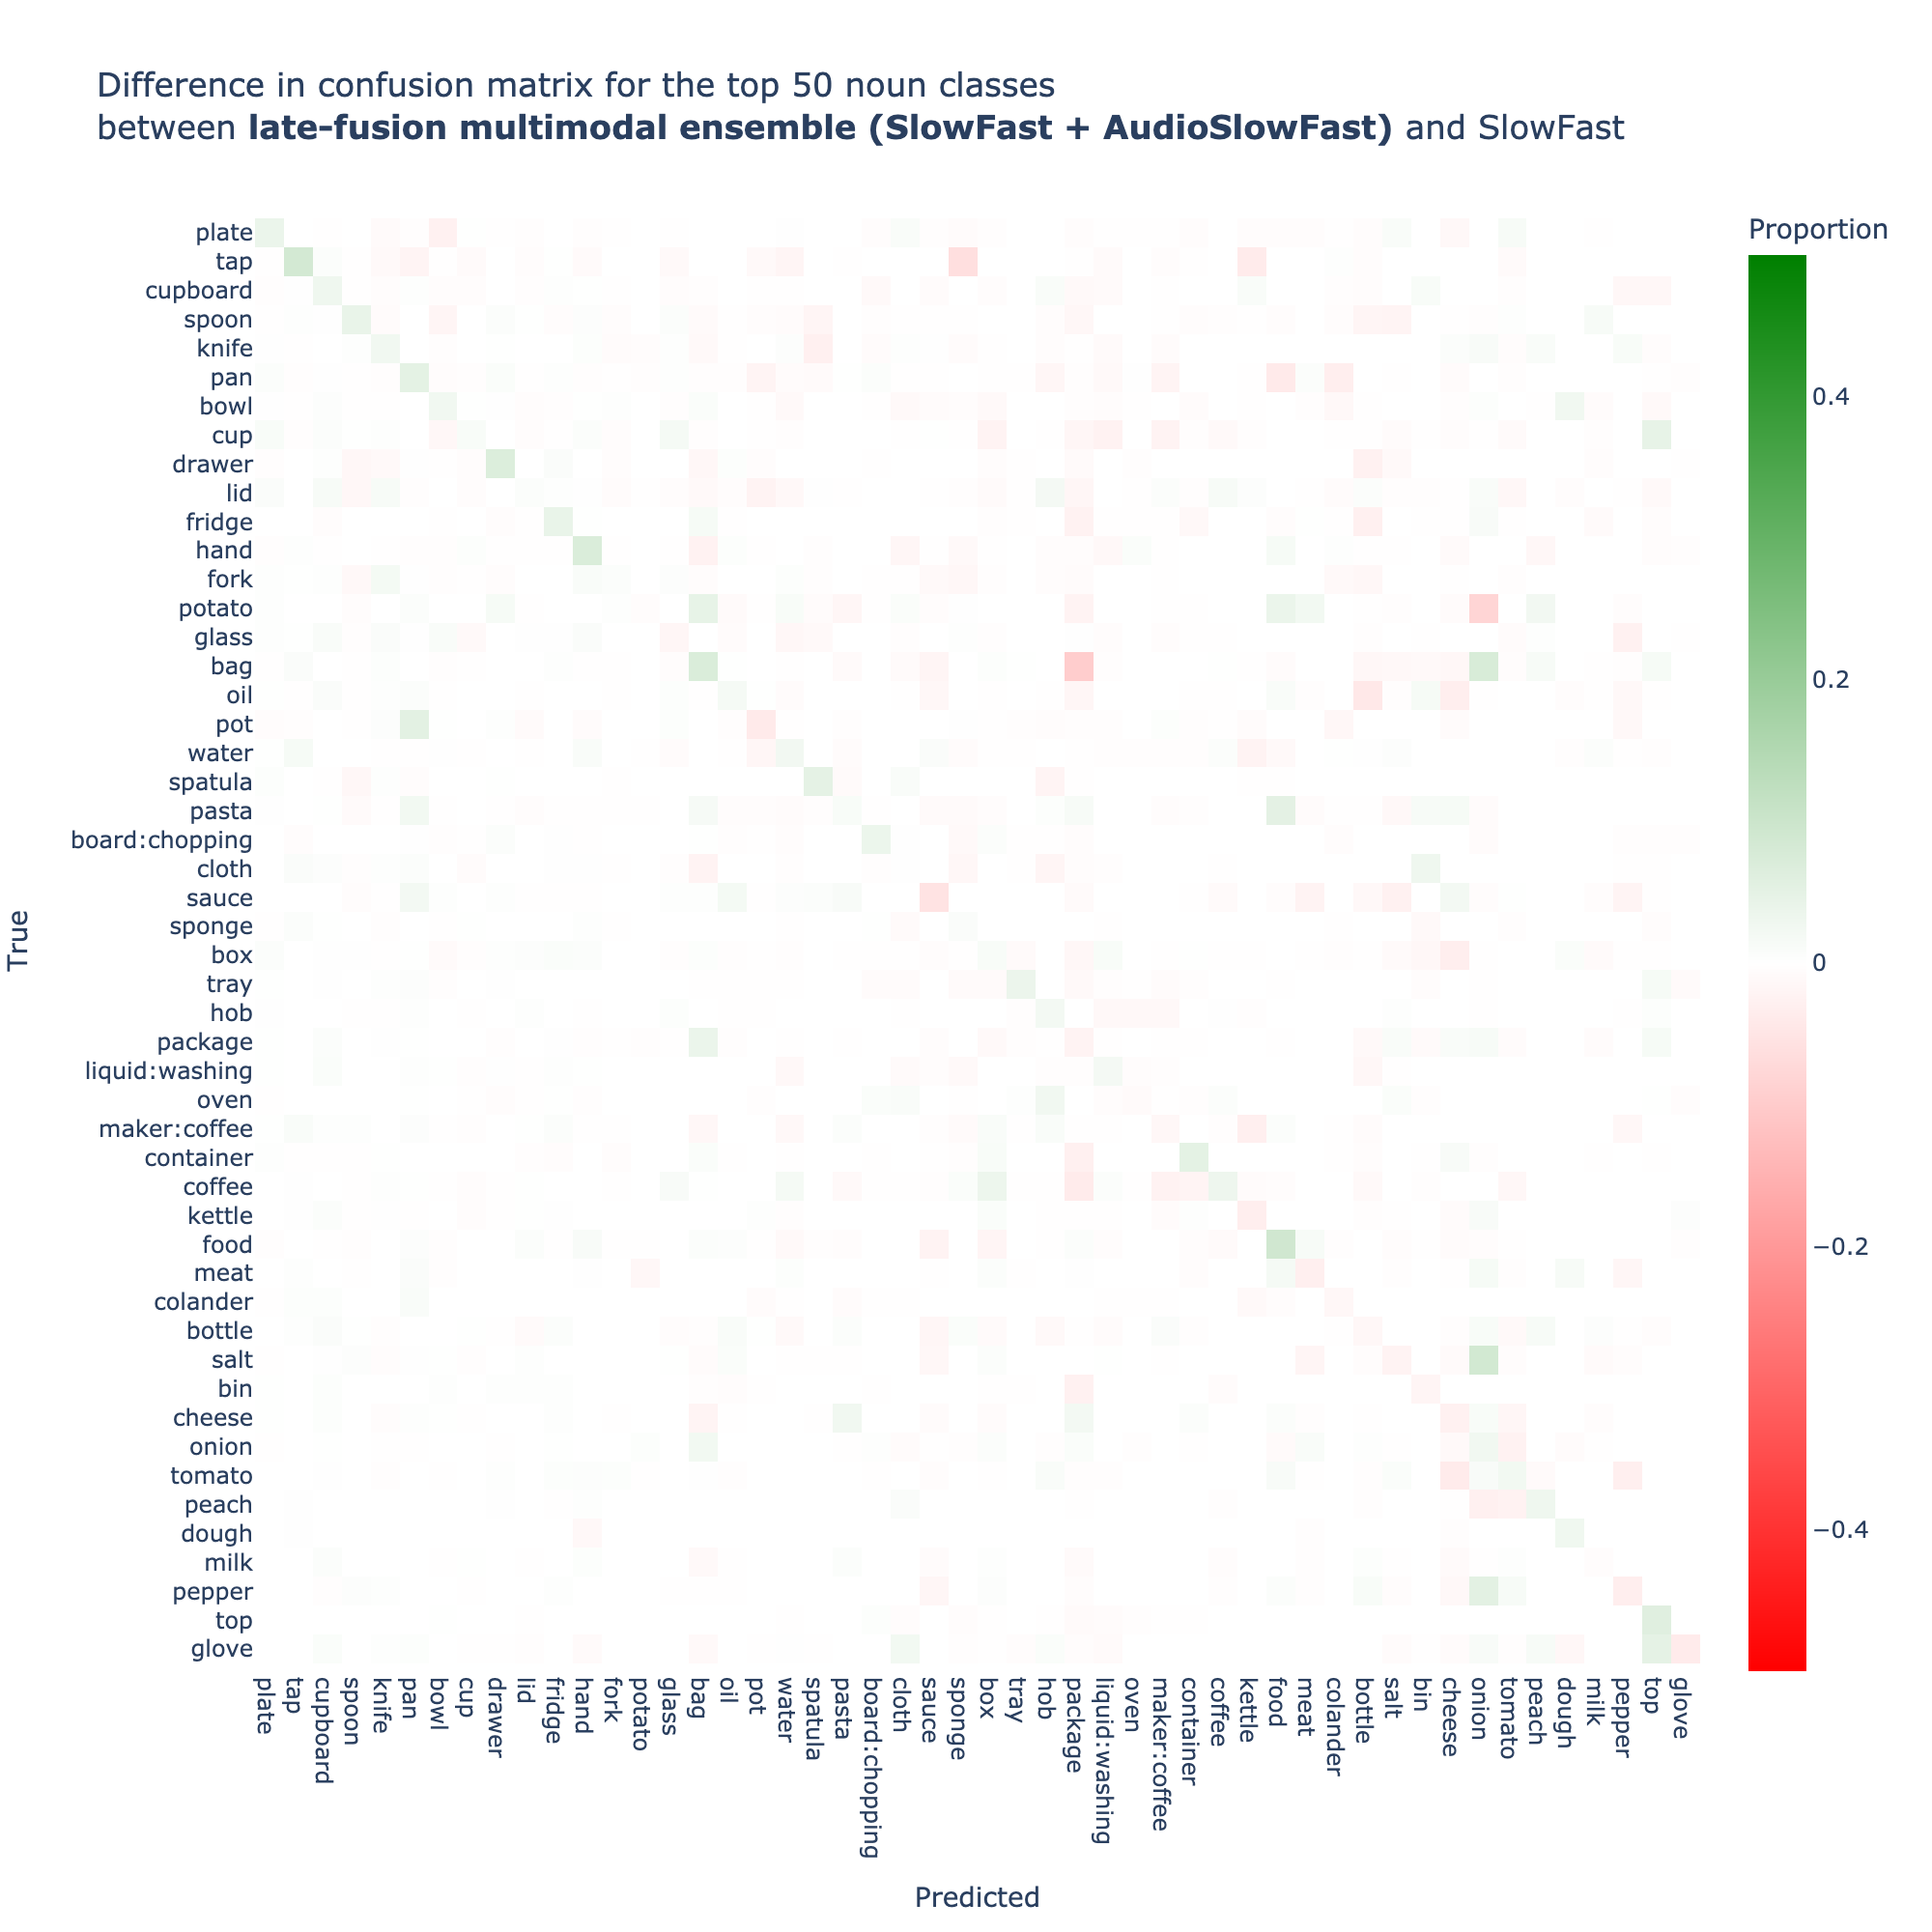 Difference in confusion matrix for the top 50 noun classes
between late-fusion multimodal ensemble (SlowFast + AudioSlowFast) and SlowFast
Proportion
0.4
0.2
0
−0.2
−0.4
True
plate
tap
cupboard
spoon
knife
pan
bowl
cup
drawer
lid
fridge
hand
fork
potato
glass
bag
oil
pot
water
spatula
pasta
board:chopping
cloth
sauce
sponge
box
tray
hob
package
liquid:washing
oven
maker:coffee
container
coffee
kettle
food
meat
colander
bottle
salt
bin
cheese
onion
tomato
peach
dough
milk
pepper
top
glove
plate
tap
cupboard
spoon
knife
pan
bowl
cup
drawer
lid
fridge
hand
fork
potato
glass
bag
oil
pot
water
spatula
pasta
board:chopping
cloth
sauce
sponge
box
tray
hob
package
liquid:washing
oven
maker:coffee
container
coffee
kettle
food
meat
colander
bottle
salt
bin
cheese
onion
tomato
peach
dough
milk
pepper
top
glove
Predicted